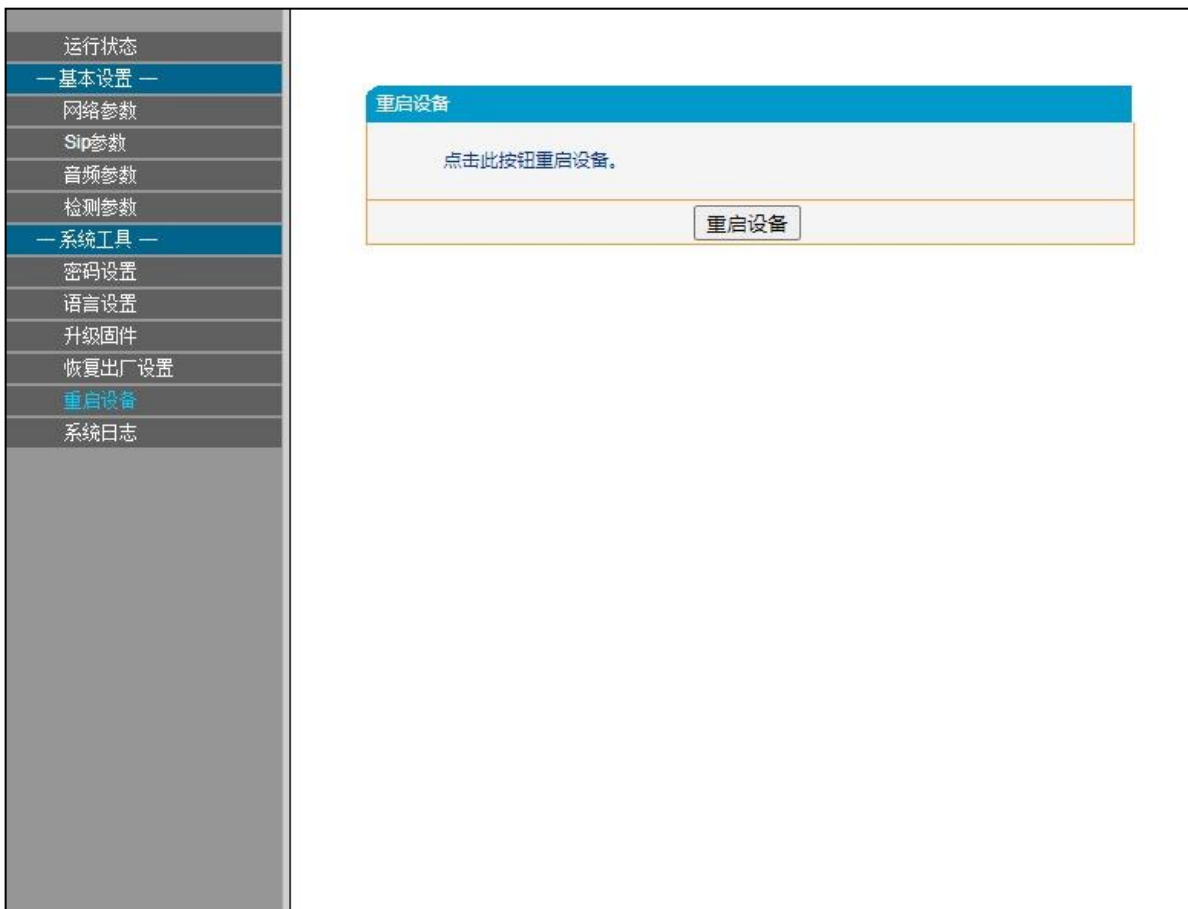 运行状态
— 基本设置 —
网络参数
Sip参数
音频参数
检测参数
— 系统工具 —
密码设置
语言设置
升级固件
恢复出厂设置
重启设备
系统日志
重启设备
点击此按钮重启设备。
重启设备